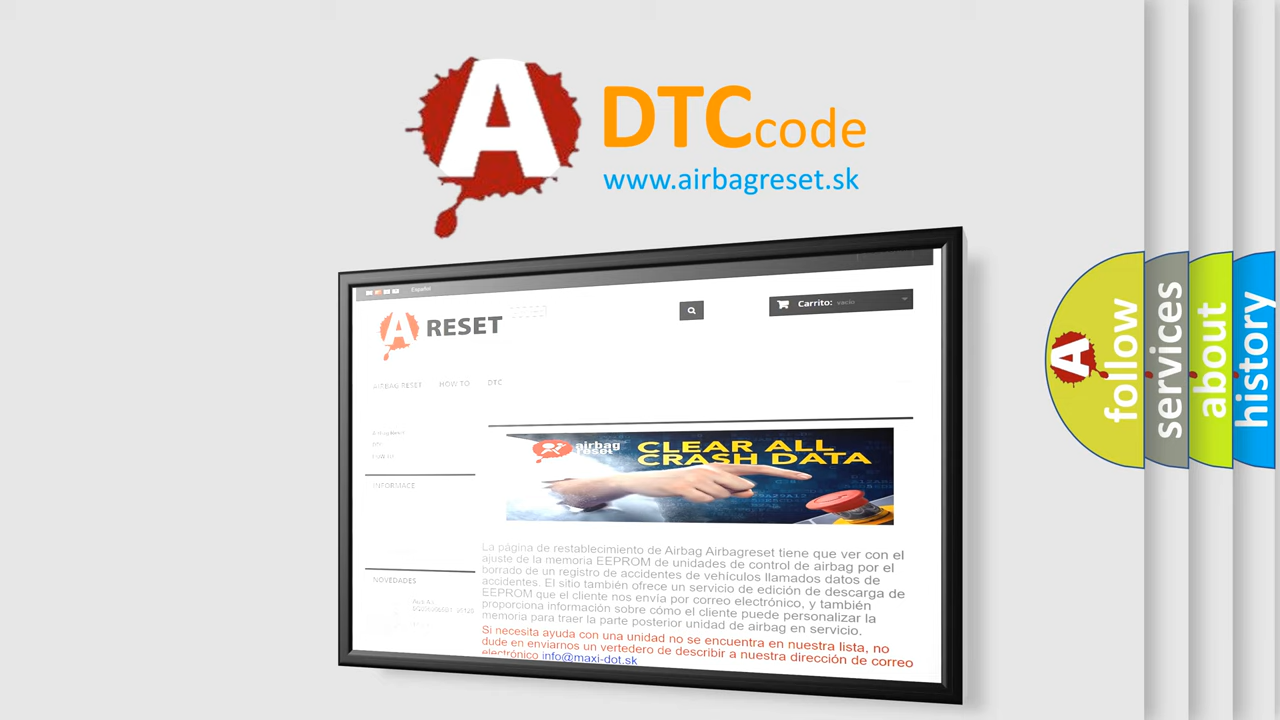 A DTCcode
www.airbagreset.sk
Español
A RESET
Carrito: vacío
AIRBAG RESET HOW TO DTC
INFORMACE
airbag reset CLEAR ALL
CRASH DATA
La página de restablecimiento de Airbag Airbagreset tiene que ver con el
ajuste de la memoria EEPROM de unidades de control de airbag por el
borrado de un registro de accidentes de vehículos llamados datos de
accidentes. El sitio también ofrece un servicio de edición de descarga de
EEPROM que el cliente nos envía por correo electrónico, y también
proporciona información sobre cómo el cliente puede personalizar la
memoria para traer la parte posterior unidad de airbag en servicio.
Si necesita ayuda con una unidad no se encuentra en nuestra lista, no
dude en enviarnos un vertedero de describir a nuestra dirección de correo
electrónico info@maxi-dot.sk
NOVEDADES
A follow
services
about
history